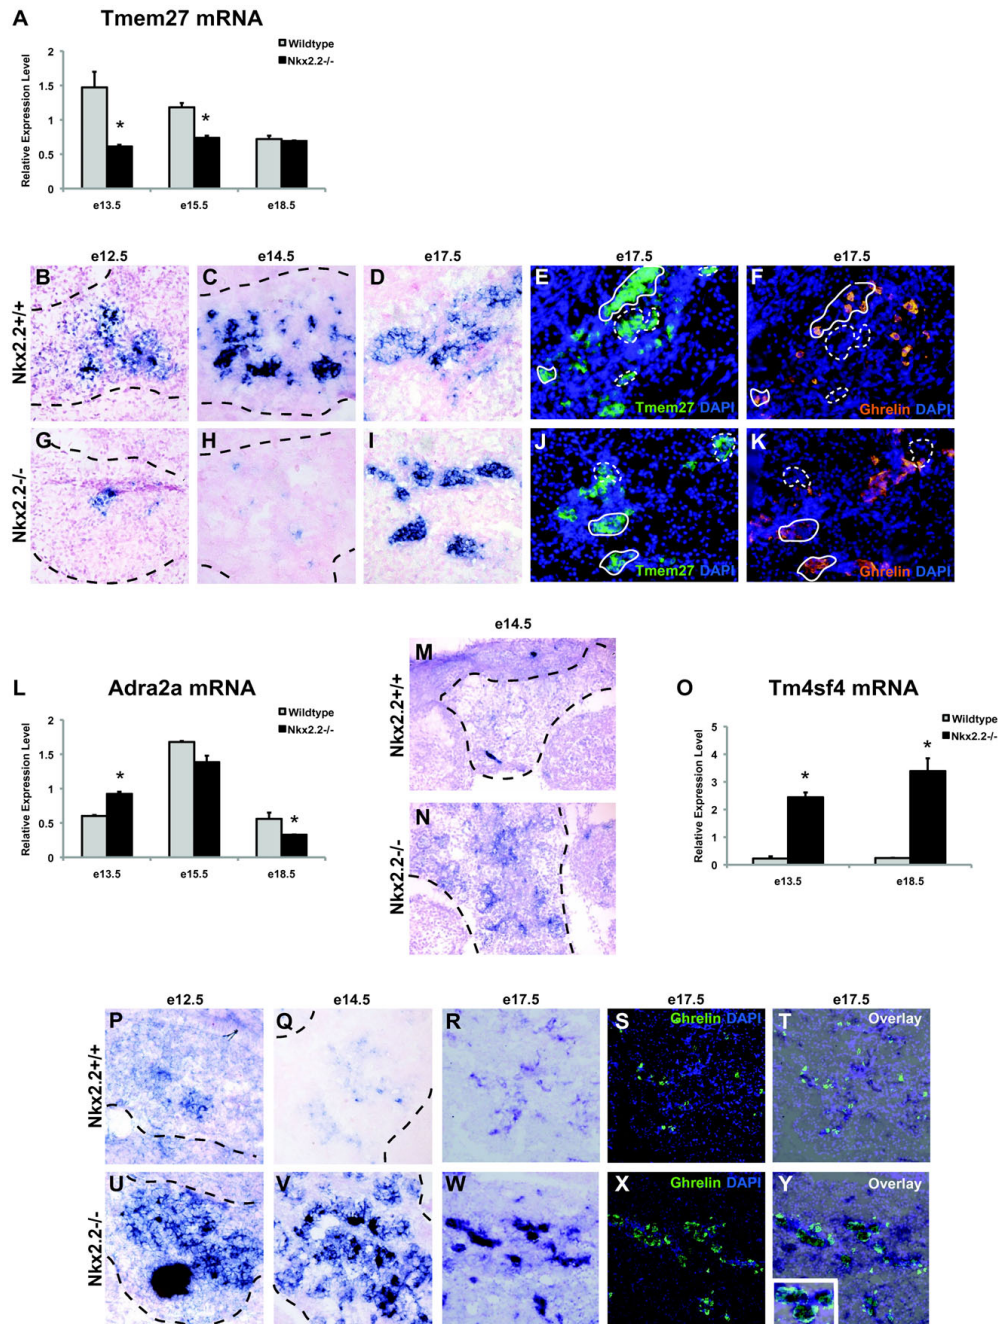 A Tmem27 mRNA
Wildtype
Nkx2.2-/-
Relative Expression Level
2
1.5
1
0.5
0
*
*
e13.5 e15.5 e18.5
e12.5 e14.5 e17.5 e17.5 e17.5
Nkx2.2+/+
B C D E F
Tmem27 DAPI
Ghrelin DAPI
Nkx2.2-/-
G H I J K
Tmem27 DAPI
Ghrelin DAPI
L Adra2a mRNA
Wildtype
Nkx2.2-/-
Relative Expression Level
2
1.5
1
0.5
0
*
*
e13.5 e15.5 e18.5
e14.5
Nkx2.2+/+
M
Nkx2.2-/-
N
O Tm4sf4 mRNA
Wildtype
Nkx2.2-/-
Relative Expression Level
5
4
3
2
1
0
*
*
e13.5 e18.5
e12.5 e14.5 e17.5 e17.5 e17.5
Nkx2.2+/+
P Q R S T
Ghrelin DAPI
Overlay
Nkx2.2-/-
U V W X Y
Ghrelin DAPI
Overlay